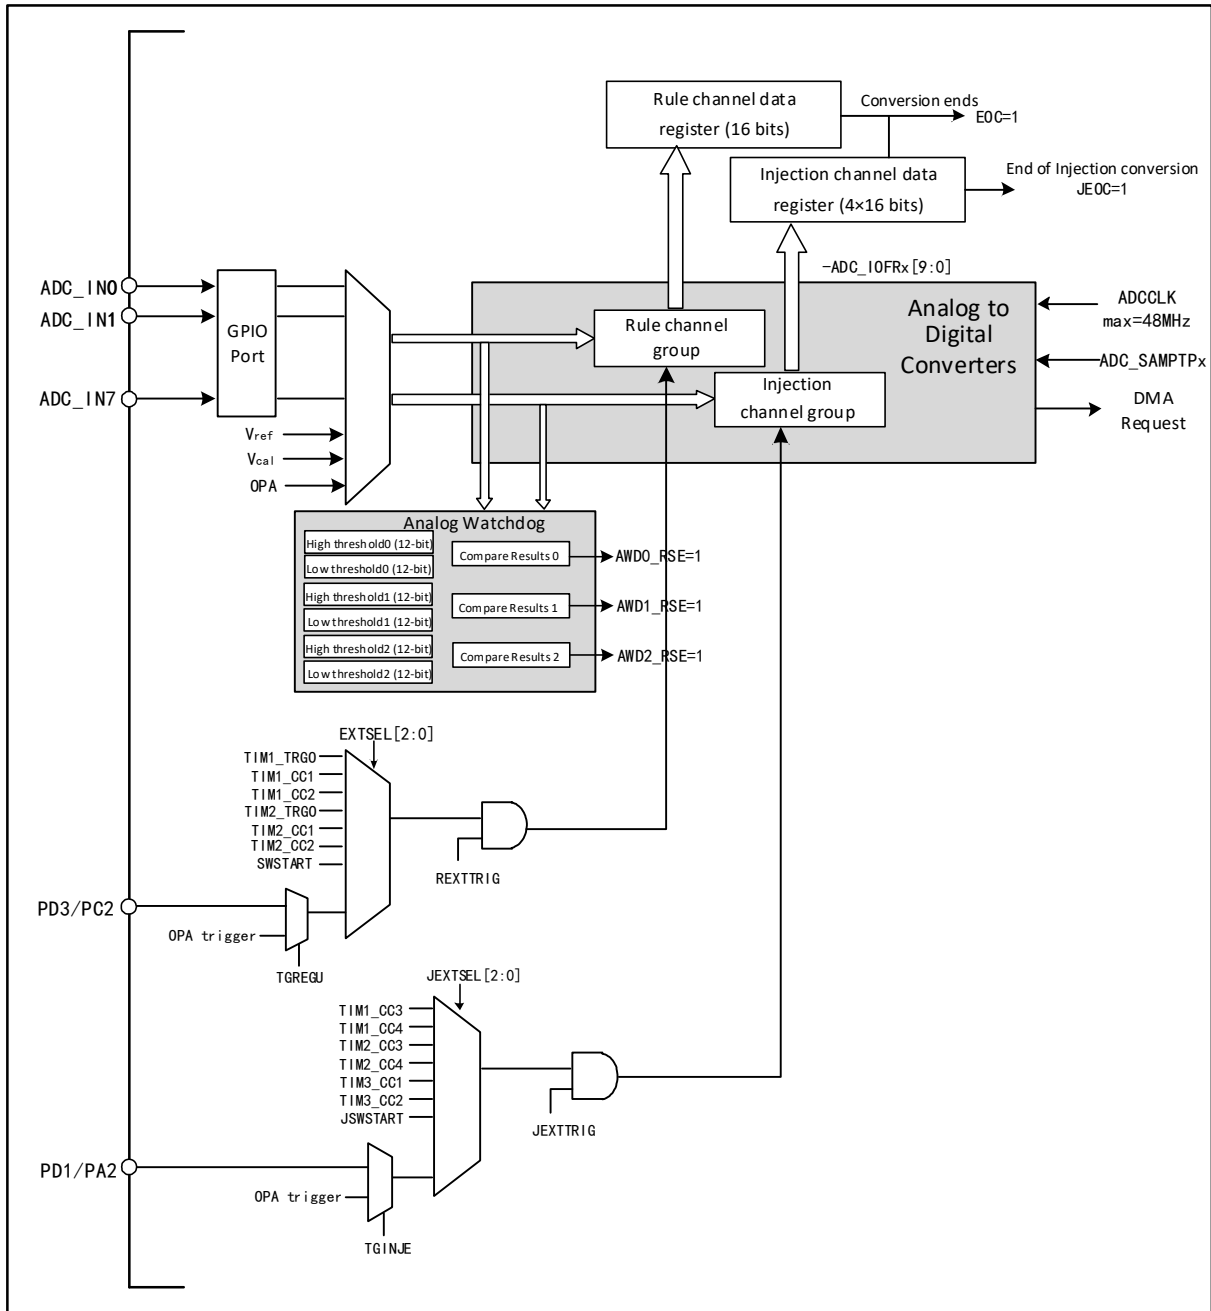 Rule channel data
register (16 bits)
Conversion ends
EOC=1
Injection channel data
register (4×16 bits)
End of Injection conversion
JEOC=1
-ADC_IOFRx[9:0]
ADC_IN0
ADC_IN1
ADC_IN7
GPIO
Port
Vref
Vcal
OPA
Rule channel
group
Injection
channel group
Analog to
Digital
Converters
ADCCLK
max=48MHz
ADC_SAMPTPx
DMA
Request
Analog Watchdog
High threshold0 (12-bit)
Low threshold0 (12-bit)
High threshold1 (12-bit)
Low threshold1 (12-bit)
High threshold2 (12-bit)
Low threshold2 (12-bit)
Compare Results 0
Compare Results 1
Compare Results 2
AWD0_RSE=1
AWD1_RSE=1
AWD2_RSE=1
EXTSEL[2:0]
TIM1_TRGO
TIM1_CC1
TIM1_CC2
TIM2_TRGO
TIM2_CC1
TIM2_CC2
SWSTART
REXTTRIG
PD3/PC2
OPA trigger
TGREGU
JEXTSEL[2:0]
TIM1_CC3
TIM1_CC4
TIM2_CC3
TIM2_CC4
TIM3_CC1
TIM3_CC2
JSWSTART
JEXTTRIG
PD1/PA2
OPA trigger
TGINJE